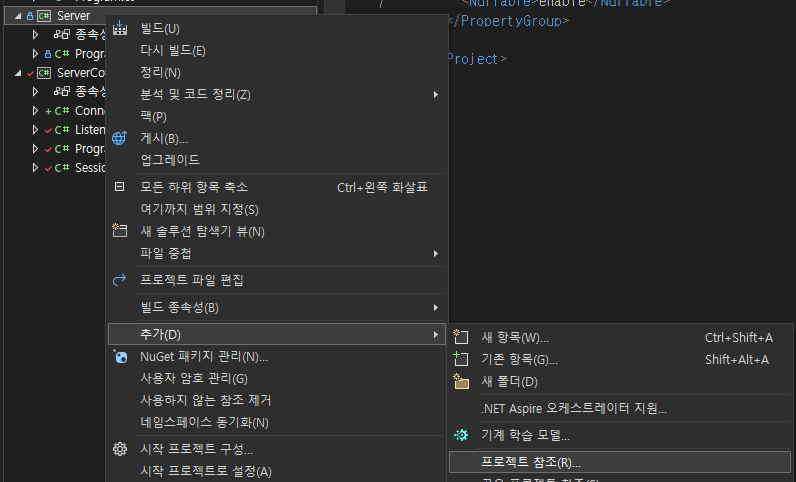 <Nullable>enable</Nullable>
</PropertyGroup>
Project>
Server
종속성
Progra
ServerCo
종속성
Conne
Listen
Progra
Sessio
빌드(U)
다시 빌드(E)
정리(N)
분석 및 코드 정리(Z)
팩(P)
게시(B)...
업그레이드
모든 하위 항목 축소 Ctrl+왼쪽 화살표
여기까지 범위 지정(S)
새 솔루션 탐색기 뷰(N)
파일 중첩
프로젝트 파일 편집
빌드 종속성(B)
추가(D)
NuGet 패키지 관리(N)...
사용자 암호 관리(G)
사용하지 않는 참조 제거
네임스페이스 동기화(N)
시작 프로젝트 구성...
시작 프로젝트로 설정(A)
새 항목(W)... Ctrl+Shift+A
기존 항목(G)... Shift+Alt+A
새 폴더(D)
.NET Aspire 오케스트레이터 지원...
기계 학습 모델...
프로젝트 참조(R)...